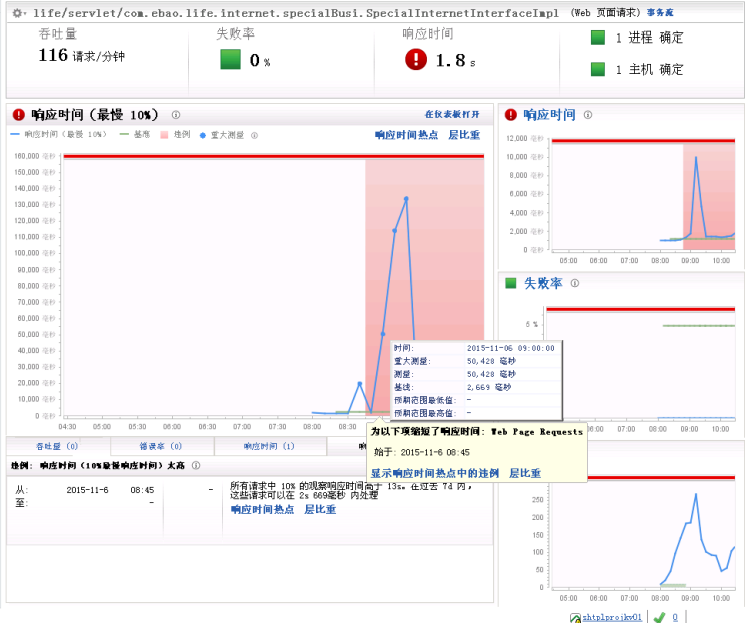 life/servlet/com.ebao.life.internet.specialBusi.SpecialInternetInterfaceImpl (Web 页面请求) 事务流
吞吐量
116 请求/分钟
失败率
0 %
响应时间
1.8 s
1 进程 确定
1 主机 确定
响应时间 (最慢 10%)
在仪表板打开
响应时间 (最慢 10%) 基线 违例 重大测量
响应时间热点 层比重
160,000 毫秒
150,000 毫秒
140,000 毫秒
130,000 毫秒
120,000 毫秒
110,000 毫秒
100,000 毫秒
90,000 毫秒
80,000 毫秒
70,000 毫秒
60,000 毫秒
50,000 毫秒
40,000 毫秒
30,000 毫秒
20,000 毫秒
10,000 毫秒
0 毫秒
04:30 05:00 05:30 06:00 06:30 07:00 07:30 08:00 08:30
时间: 2015-11-06 09:00:00
重大测量: 50,428 毫秒
测量: 50,428 毫秒
基线: 2,669 毫秒
预期范围最低值: -
预期范围最高值: -
为以下项缩短了响应时间: Web Page Requests
始于: 2015-11-6 08:45
显示响应时间热点中的违例 层比重
吞吐量 (0) 错误率 (0) 响应时间 (1)
违例: 响应时间 (10%最慢响应时间) 太高
从: 2015-11-6 08:45 -
至: -
所有请求中 10% 的观察响应时间高于 13s。在过去 7d 内,
这些请求可以在 2s 669毫秒 内处理
响应时间热点 层比重
响应时间
12,000 毫秒
10,000 毫秒
8,000 毫秒
6,000 毫秒
4,000 毫秒
2,000 毫秒
0 毫秒
05:00 06:00 07:00 08:00 09:00 10:00
失败率
5 %
06:00 07:00 08:00 09:00 10:00
250
200
150
100
50
0
05:00 06:00 07:00 08:00 09:00 10:00
shtplprojkv01 0